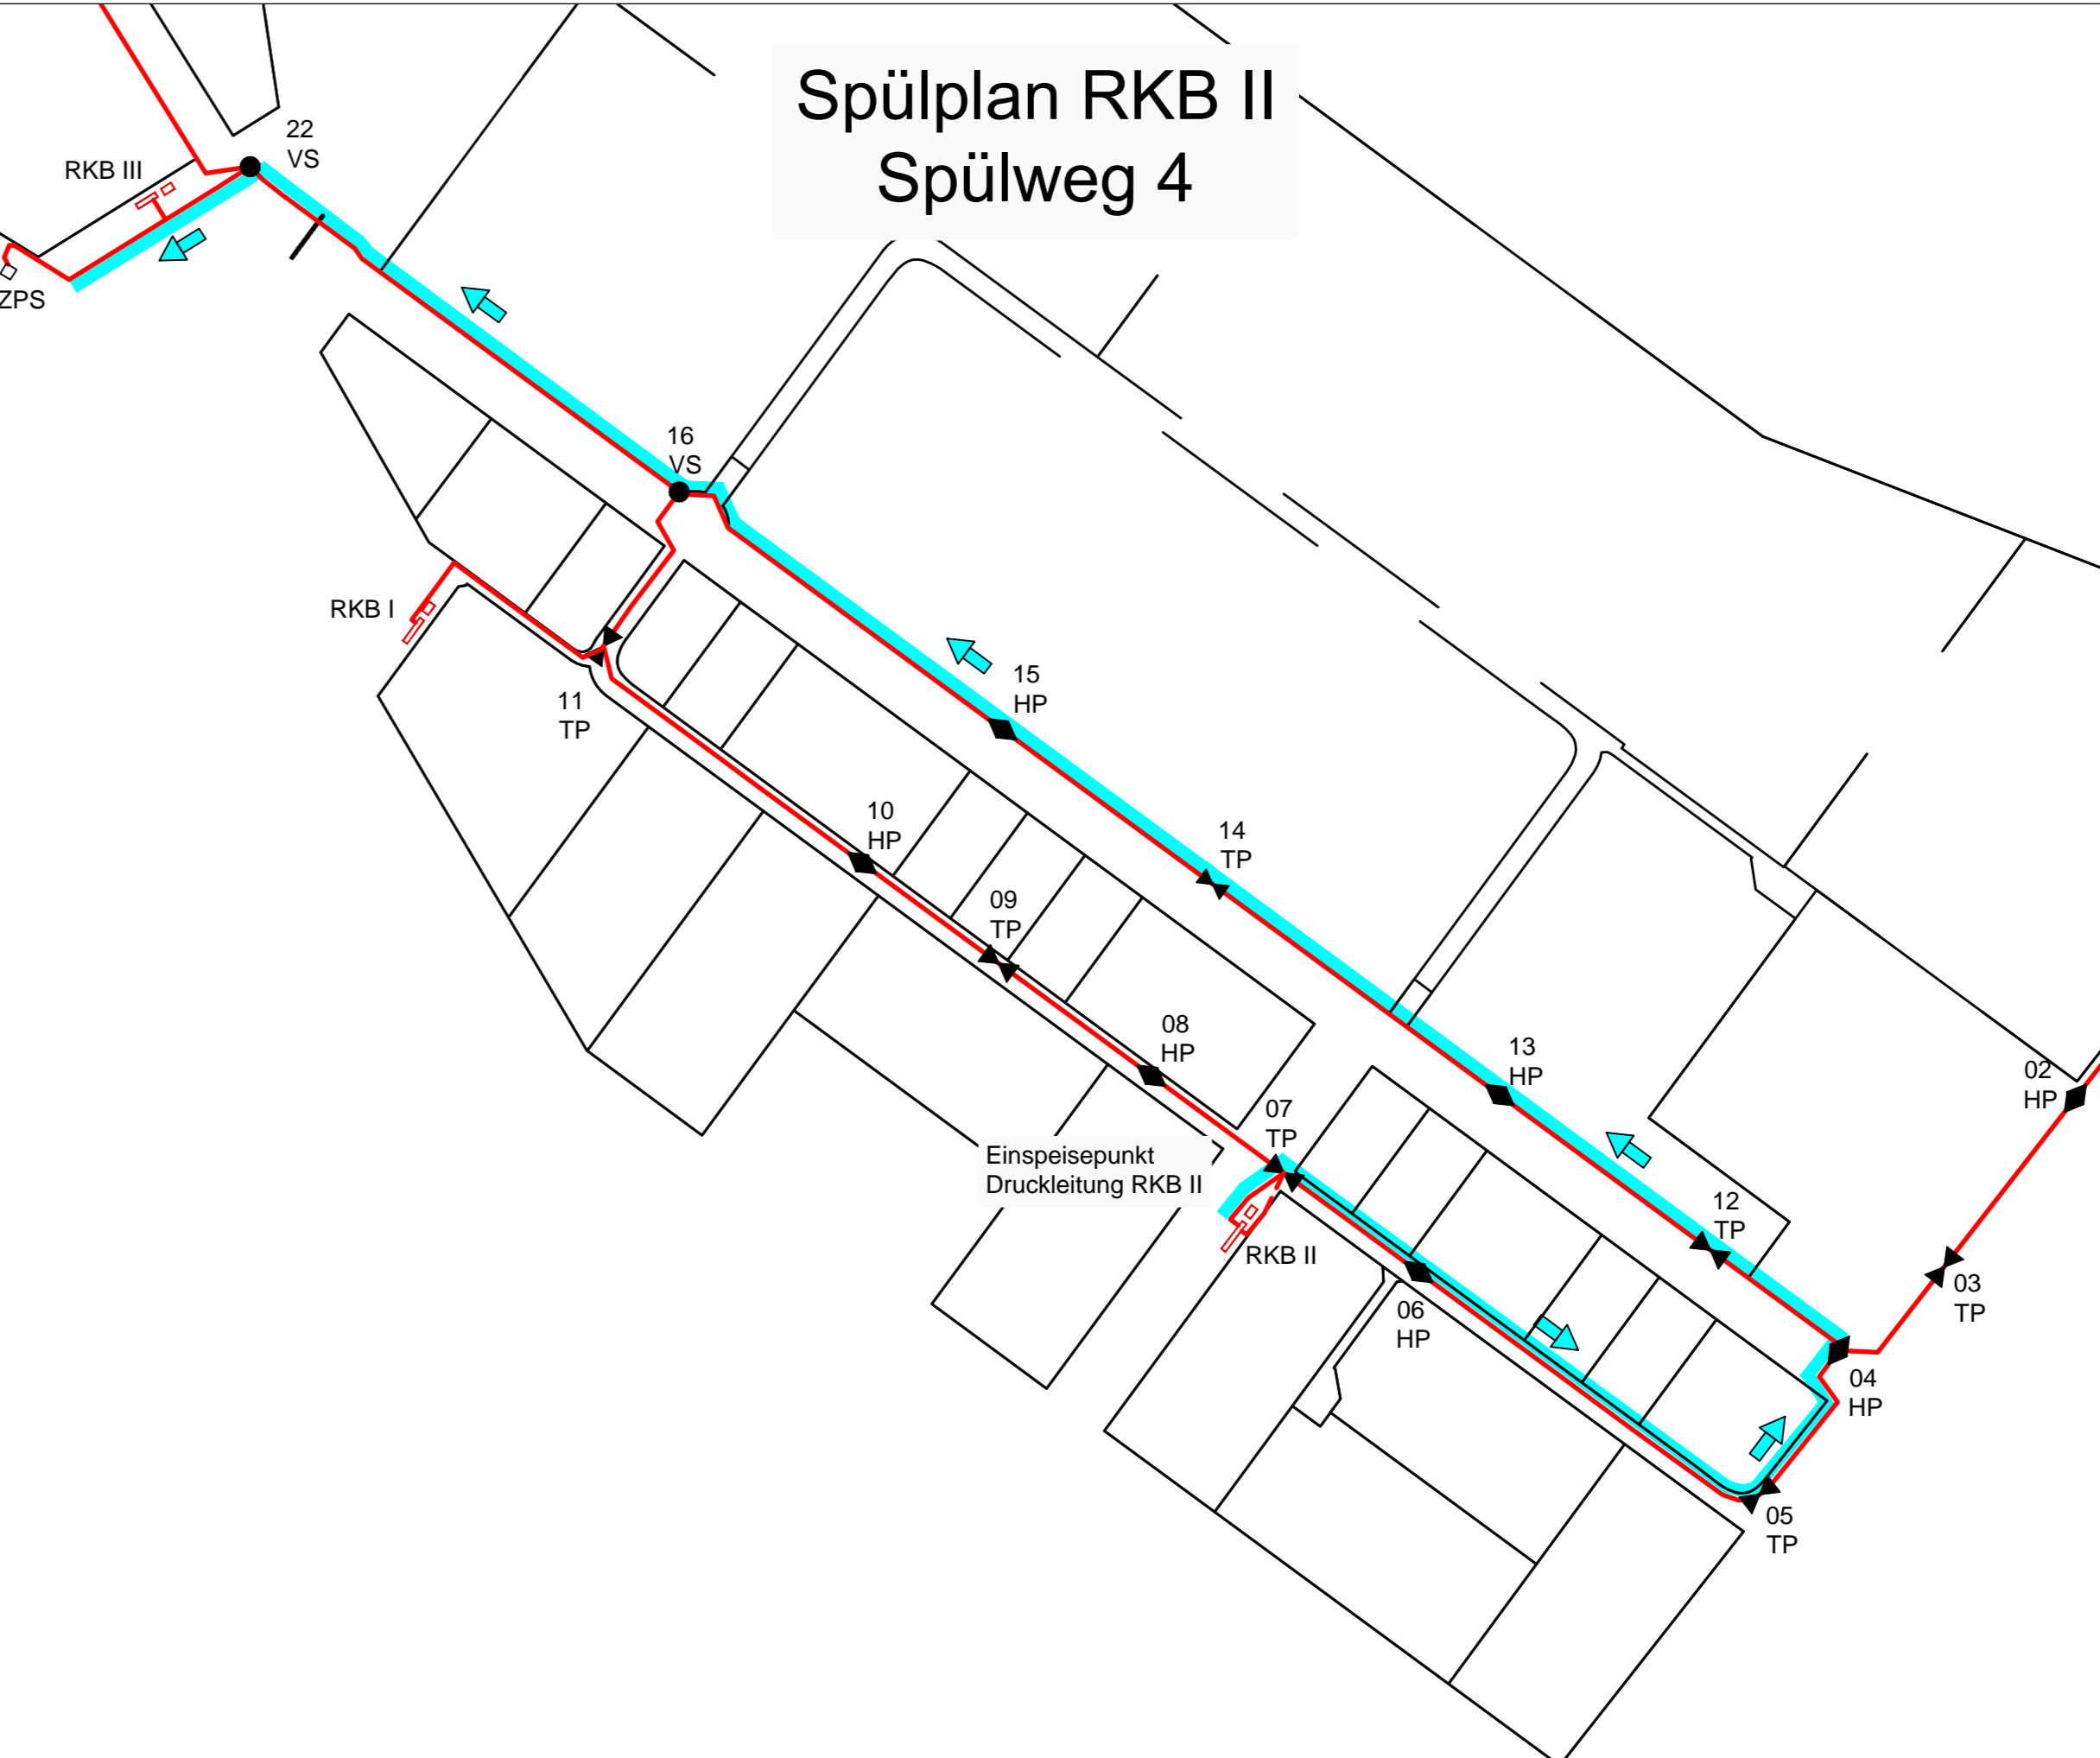 Spülplan RKB II
Spülweg 4
22
VS
RKB III
ZPS
16
VS
RKB I
11
TP
15
HP
10
HP
14
TP
09
TP
08
HP
13
HP
02
HP
07
TP
Einspeisepunkt
Druckleitung RKB II
RKB II
12
TP
03
TP
06
HP
04
HP
05
TP